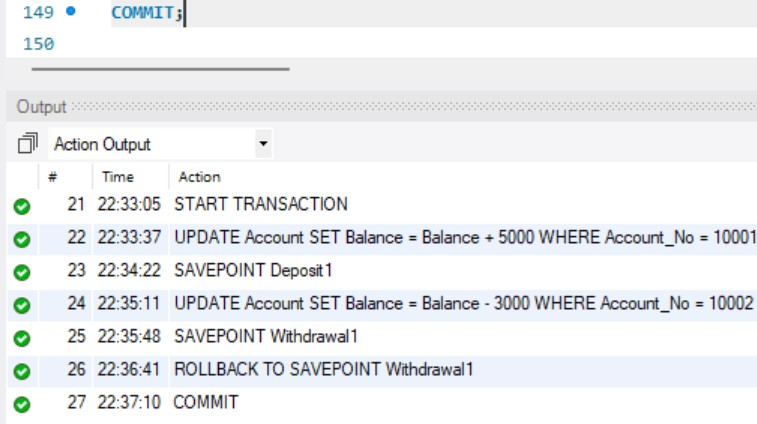 149 COMMIT;
150
Output
Action Output
# Time Action
21 22:33:05 START TRANSACTION
22 22:33:37 UPDATE Account SET Balance = Balance + 5000 WHERE Account_No = 10001
23 22:34:22 SAVEPOINT Deposit1
24 22:35:11 UPDATE Account SET Balance = Balance - 3000 WHERE Account_No = 10002
25 22:35:48 SAVEPOINT Withdrawal1
26 22:36:41 ROLLBACK TO SAVEPOINT Withdrawal1
27 22:37:10 COMMIT